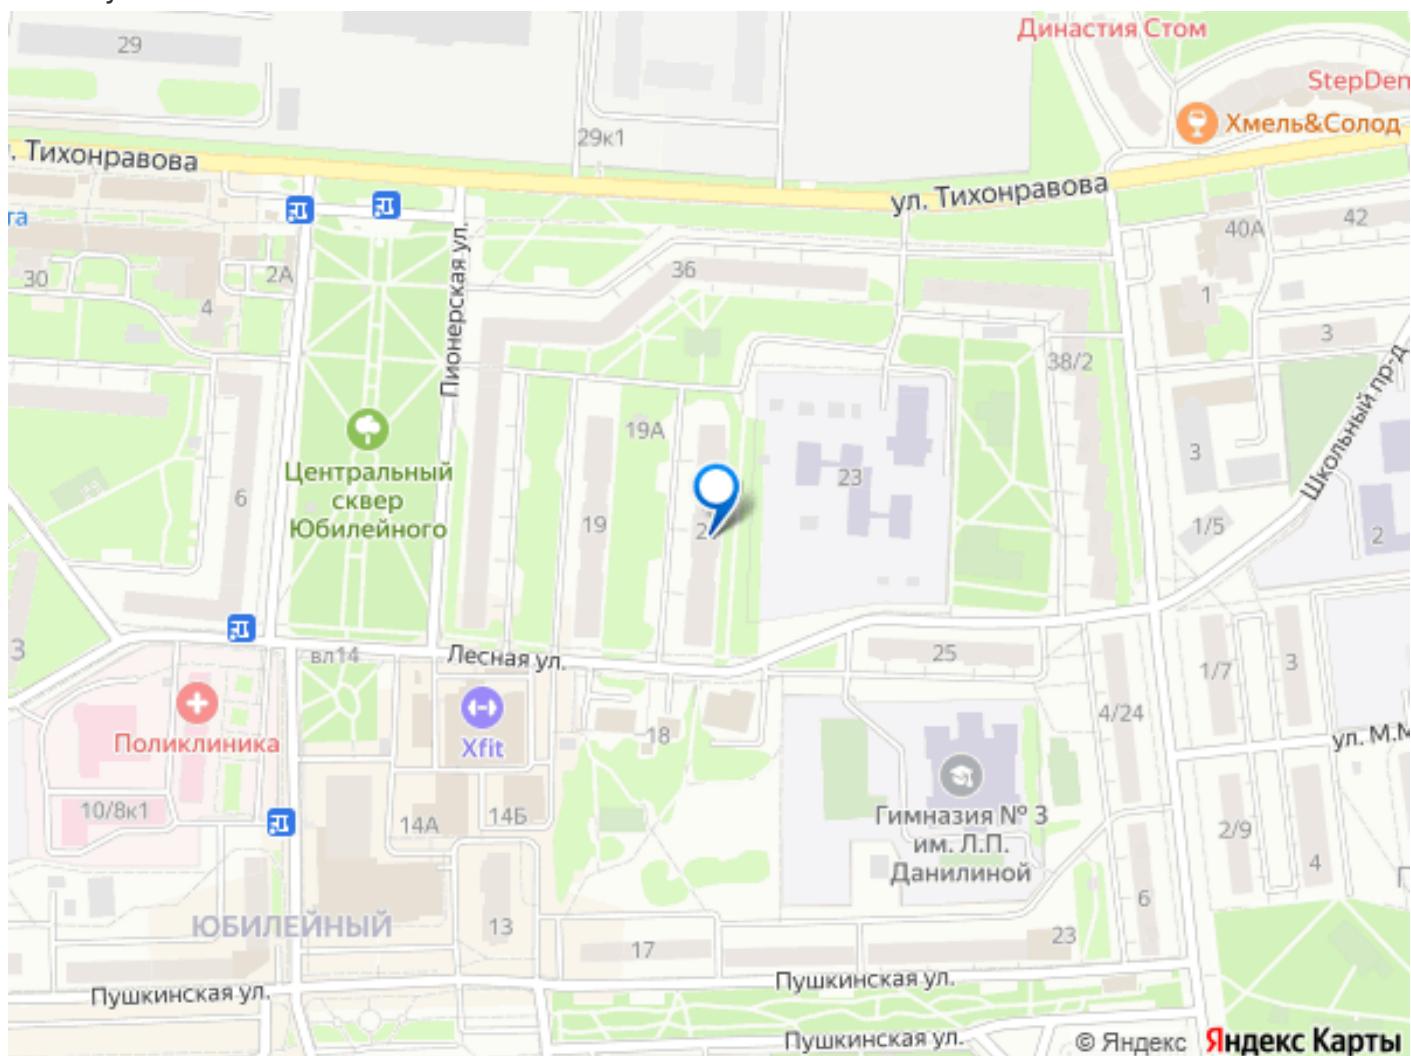 29
Династия Стом
StepDen
Хмель&Солод
29к1
. Тихонравова
ул. Тихонравова
та
40А
42
30
2А
4
36
1
3
Пионерская ул.
38/2
Школьный пр-д
19А
Центральный
сквер
Юбилейного
6
19
2
23
3
1/5
2
3
вл14
Лесная ул.
25
1/7
3
Поликлиника
Xfit
18
4/24
ул. М.М
10/8к1
14А
14Б
Гимназия № 3
им. Л.П.
Данилиной
2/9
4
ЮБИЛЕЙНЫЙ
13
17
23
6
Пушкинская ул.
Пушкинская ул.
Пушкинская ул.
© Яндекс Яндекс Карты